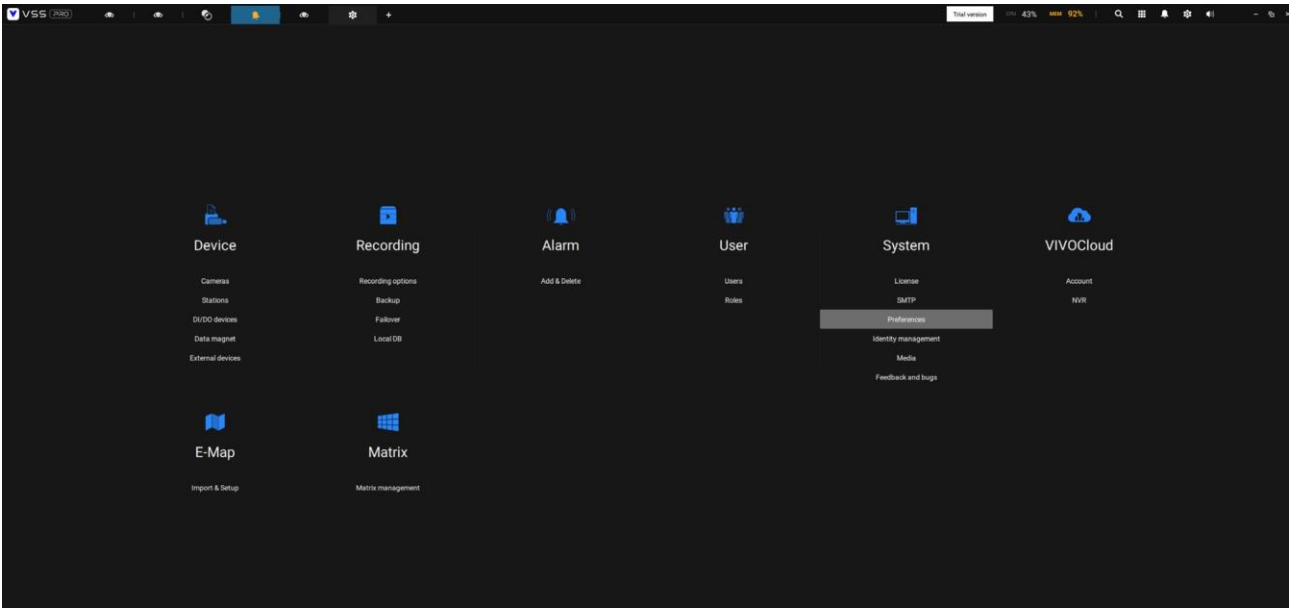 VSS PRO
Trial version
CPU 43% MEM 92%
Device
Cameras
Stations
DI/DO devices
Data magnet
External devices
Recording
Recording options
Backup
Failover
Local DB
Alarm
Add & Delete
User
Users
Roles
System
License
SMTP
Preferences
Identity management
Media
Feedback and bugs
VIVOCloud
Account
NVR
E-Map
Import & Setup
Matrix
Matrix management